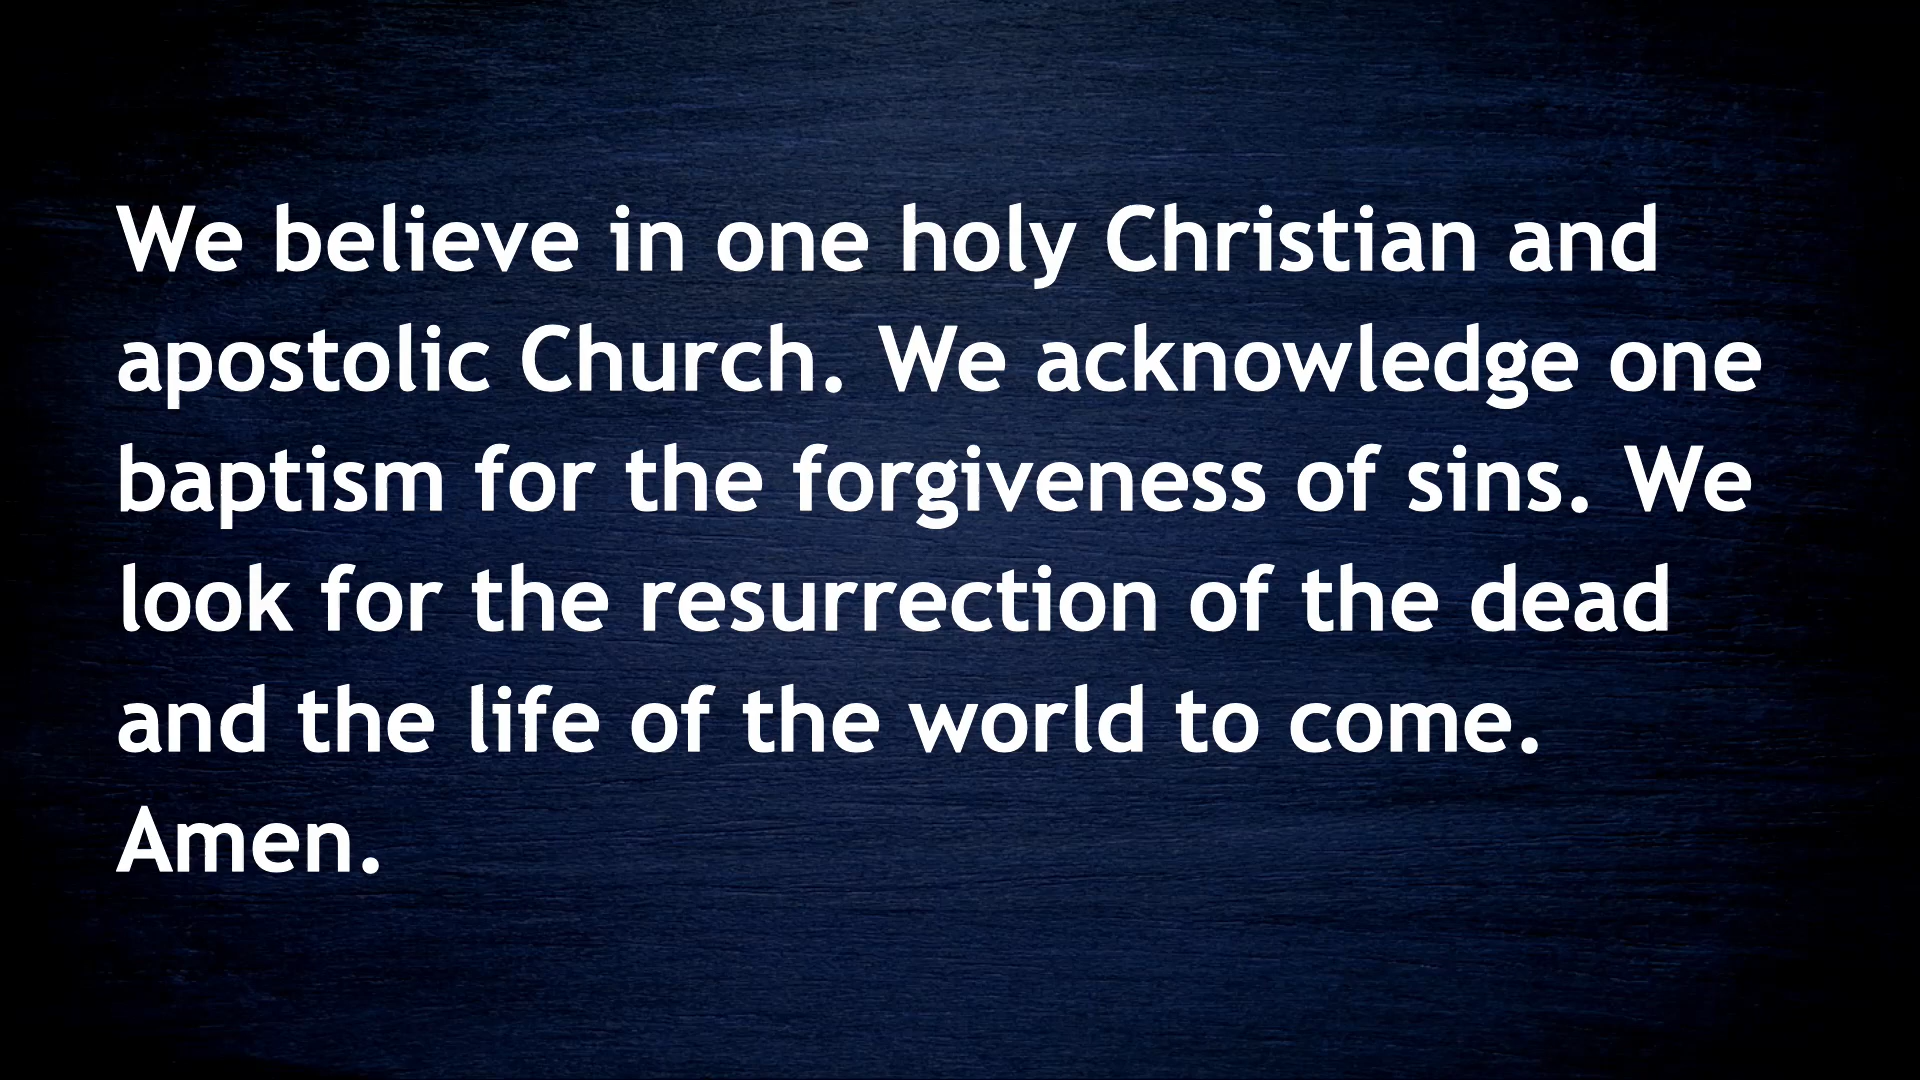 We believe in one holy Christian and
apostolic Church. We acknowledge one
baptism for the forgiveness of sins. We
look for the resurrection of the dead
and the life of the world to come.
Amen.